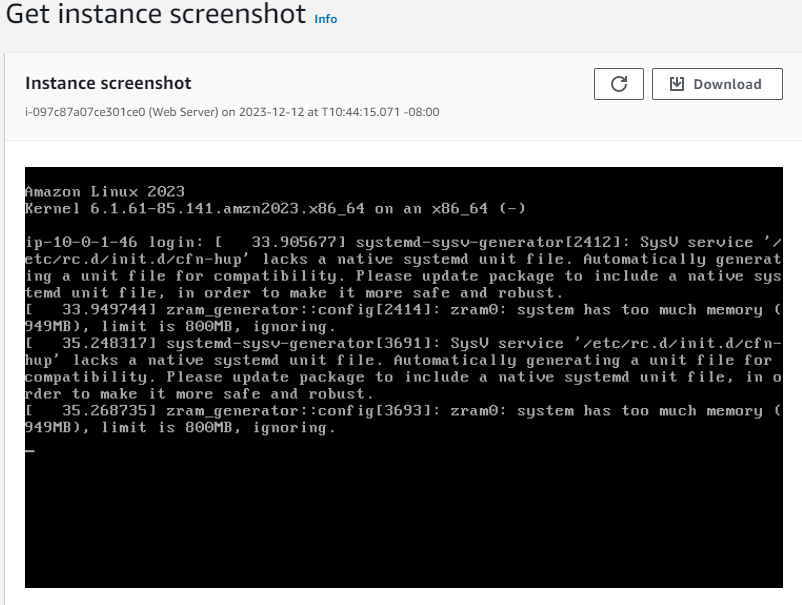 Get instance screenshot Info
Instance screenshot
Download
i-097c87a07ce301ce0 (Web Server) on 2023-12-12 at T10:44:15.071 -08:00
Amazon Linux 2023
Kernel 6.1.61-85.141.amzn2023.x86_64 on an x86_64 (-)
ip-10-0-1-46 login: [   33.905677] systemd-sysv-generator[2412]: SysV service '/
etc/rc.d/init.d/cfn-hup' lacks a native systemd unit file. Automatically generat
ing a unit file for compatibility. Please update package to include a native sys
temd unit file, in order to make it more safe and robust.
[   33.949744] zram_generator::config[2414]: zram0: system has too much memory (
949MB), limit is 800MB, ignoring.
[   35.248317] systemd-sysv-generator[3691]: SysV service '/etc/rc.d/init.d/cfn-
hup' lacks a native systemd unit file. Automatically generating a unit file for
compatibility. Please update package to include a native systemd unit file, in o
rder to make it more safe and robust.
[   35.268735] zram_generator::config[3693]: zram0: system has too much memory (
949MB), limit is 800MB, ignoring.